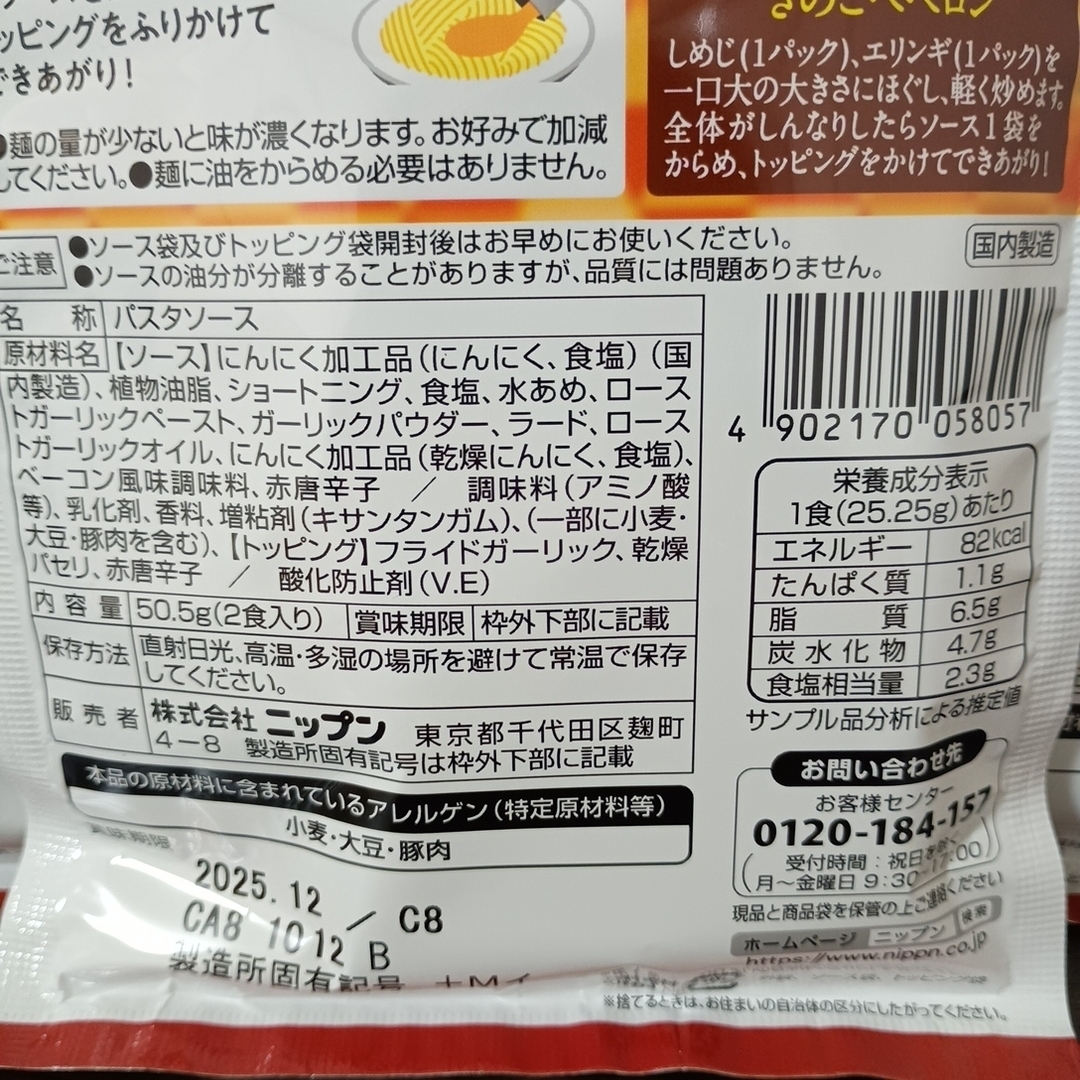 ッピングをふりかけて
できあがり!
●麺の量が少ないと味が濃くなります。お好みで加減
してください。●麺に油をからめる必要はありません。
きのこペペロン
しめじ(1パック)、エリンギ(1パック)を
一口大の大きさにほぐし、軽く炒めます。
全体がしんなりしたらソース1袋を
からめ、トッピングをかけてできあがり!
ご注意
●ソース袋及びトッピング袋開封後はお早めにお使いください。
●ソースの油分が分離することがありますが、品質には問題ありません。
国内製造
名 称 パスタソース
原材料名 【ソース】にんにく加工品(にんにく、食塩)(国
内製造)、植物油脂、ショートニング、食塩、水あめ、ロース
トガーリックペースト、ガーリックパウダー、ラード、ロース
トガーリックオイル、にんにく加工品(乾燥にんにく、食塩)、
ベーコン風味調味料、赤唐辛子 / 調味料(アミノ酸
等)、乳化剤、香料、増粘剤(キサンタンガム)、(一部に小麦・
大豆・豚肉を含む)、【トッピング】フライドガーリック、乾燥
パセリ、赤唐辛子 / 酸化防止剤(V.E)
内容量 50.5g(2食入り) 賞味期限 枠外下部に記載
保存方法 直射日光、高温・多湿の場所を避けて常温で保存
してください。
販売者 株式会社 ニップン 東京都千代田区麹町
4-8 製造所固有記号は枠外下部に記載
本品の原材料に含まれているアレルゲン(特定原材料等)
小麦・大豆・豚肉
賞味期限
2025.12 / C8
CA8 1012 B
製造所固有記号
4 902170 058057
栄養成分表示
1食(25.25g)あたり
エネルギー 82kcal
たんぱく質 1.1g
脂 質 6.5g
炭水化物 4.7g
食塩相当量 2.3g
サンプル品分析による推定値
お問い合わせ先
お客様センター
0120-184-157
受付時間:祝日を除く
月~金曜日 9:30 17:00
現品と商品袋を保管の上ご連絡ください
ホームページ ニップン 検索
https://www.nippn.co.jp
※捨てるときは、お住まいの自治体の区分にしたがってください。